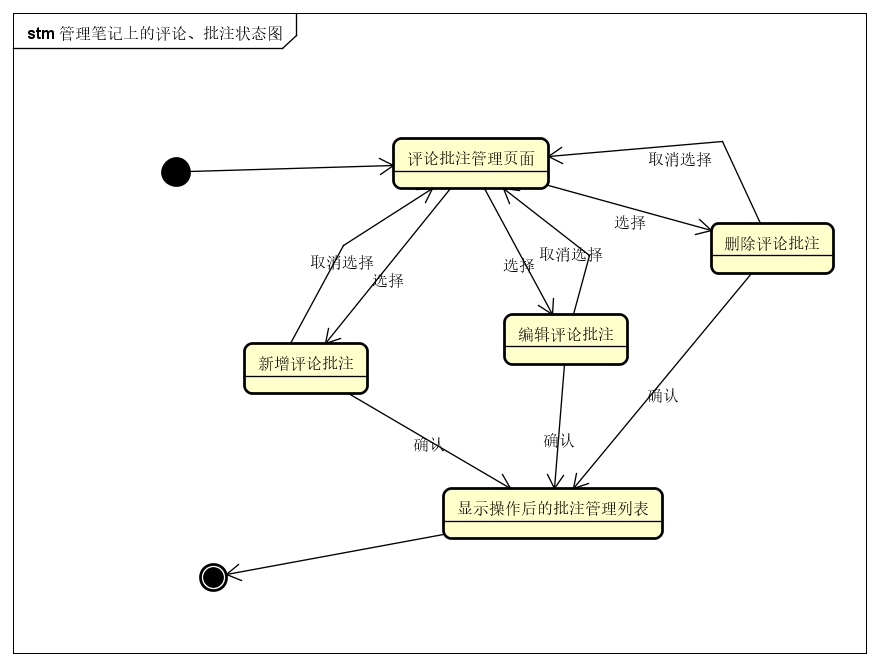 stm 管理笔记上的评论、批注状态图
评论批注管理页面
取消选择
选择
删除评论批注
取消选择
选择
选择
取消选择
编辑评论批注
新增评论批注
确认
确认
确认
显示操作后的批注管理列表